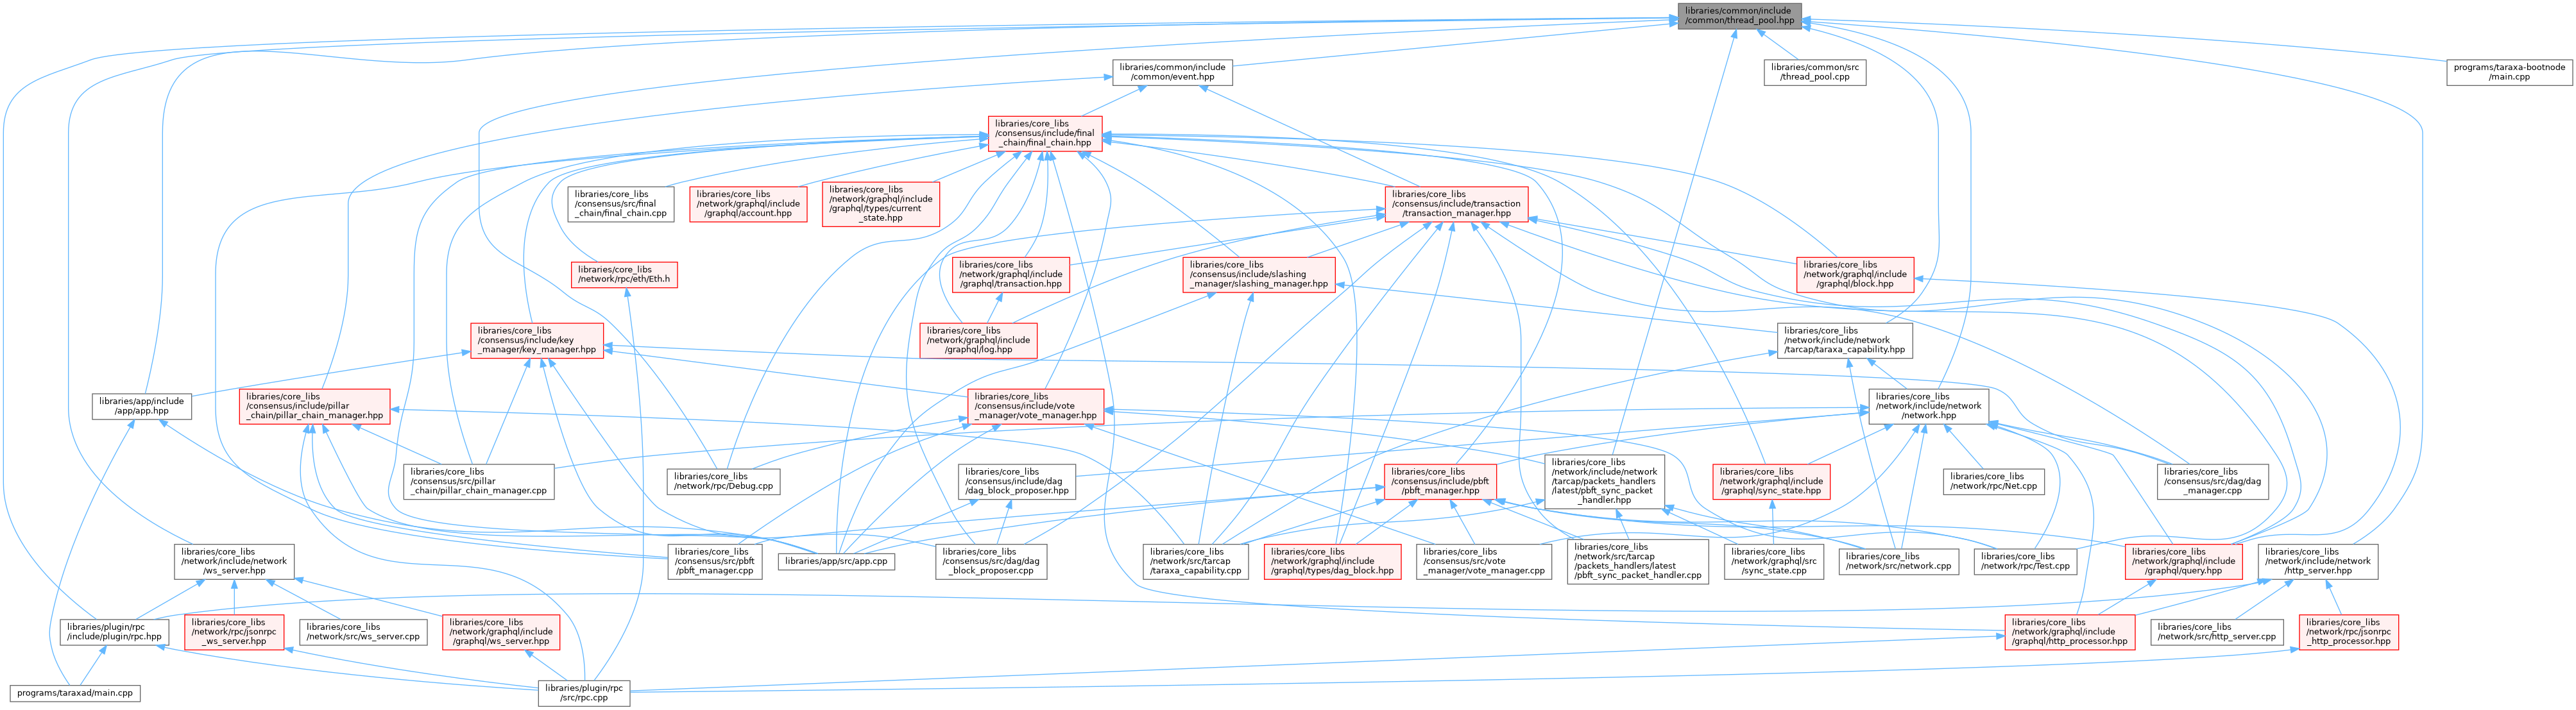 libraries/common/include
/common/thread_pool.hpp
libraries/common/include
/common/event.hpp
libraries/common/src
/thread_pool.cpp
programs/taraxa-bootnode
/main.cpp
libraries/core_libs
/consensus/include/final
_chain/final_chain.hpp
libraries/core_libs
/consensus/src/final
_chain/final_chain.cpp
libraries/core_libs
/network/graphql/include
/graphql/account.hpp
libraries/core_libs
/network/graphql/include
/graphql/types/current
_state.hpp
libraries/core_libs
/consensus/include/transaction
/transaction_manager.hpp
libraries/core_libs
/network/rpc/eth/Eth.h
libraries/core_libs
/network/graphql/include
/graphql/transaction.hpp
libraries/core_libs
/consensus/include/slashing
_manager/slashing_manager.hpp
libraries/core_libs
/network/graphql/include
/graphql/block.hpp
libraries/core_libs
/consensus/include/key
_manager/key_manager.hpp
libraries/core_libs
/network/graphql/include
/graphql/log.hpp
libraries/core_libs
/network/include/network
/tarcap/taraxa_capability.hpp
libraries/app/include
/app/app.hpp
libraries/core_libs
/consensus/include/pillar
_chain/pillar_chain_manager.hpp
libraries/core_libs
/consensus/include/vote
_manager/vote_manager.hpp
libraries/core_libs
/network/include/network
/network.hpp
libraries/core_libs
/consensus/src/pillar
_chain/pillar_chain_manager.cpp
libraries/core_libs
/network/rpc/Debug.cpp
libraries/core_libs
/consensus/include/dag
/dag_block_proposer.hpp
libraries/core_libs
/consensus/include/pbft
/pbft_manager.hpp
libraries/core_libs
/network/include/network
/tarcap/packets_handlers
/latest/pbft_sync_packet
_handler.hpp
libraries/core_libs
/network/graphql/include
/graphql/sync_state.hpp
libraries/core_libs
/network/rpc/Net.cpp
libraries/core_libs
/consensus/src/dag/dag
_manager.cpp
libraries/core_libs
/network/include/network
/ws_server.hpp
libraries/core_libs
/consensus/src/pbft
/pbft_manager.cpp
libraries/app/src/app.cpp
libraries/core_libs
/consensus/src/dag/dag
_block_proposer.cpp
libraries/core_libs
/network/src/tarcap
/taraxa_capability.cpp
libraries/core_libs
/network/graphql/include
/graphql/types/dag_block.hpp
libraries/core_libs
/consensus/src/vote
_manager/vote_manager.cpp
libraries/core_libs
/network/src/tarcap
/packets_handlers/latest
/pbft_sync_packet_handler.cpp
libraries/core_libs
/network/graphql/src
/sync_state.cpp
libraries/core_libs
/network/src/network.cpp
libraries/core_libs
/network/rpc/Test.cpp
libraries/core_libs
/network/graphql/include
/graphql/query.hpp
libraries/core_libs
/network/include/network
/http_server.hpp
libraries/plugin/rpc
/include/plugin/rpc.hpp
libraries/core_libs
/network/rpc/jsonrpc
_ws_server.hpp
libraries/core_libs
/network/src/ws_server.cpp
libraries/core_libs
/network/graphql/include
/graphql/ws_server.hpp
libraries/core_libs
/network/graphql/include
/graphql/http_processor.hpp
libraries/core_libs
/network/src/http_server.cpp
libraries/core_libs
/network/rpc/jsonrpc
_http_processor.hpp
programs/taraxad/main.cpp
libraries/plugin/rpc
/src/rpc.cpp